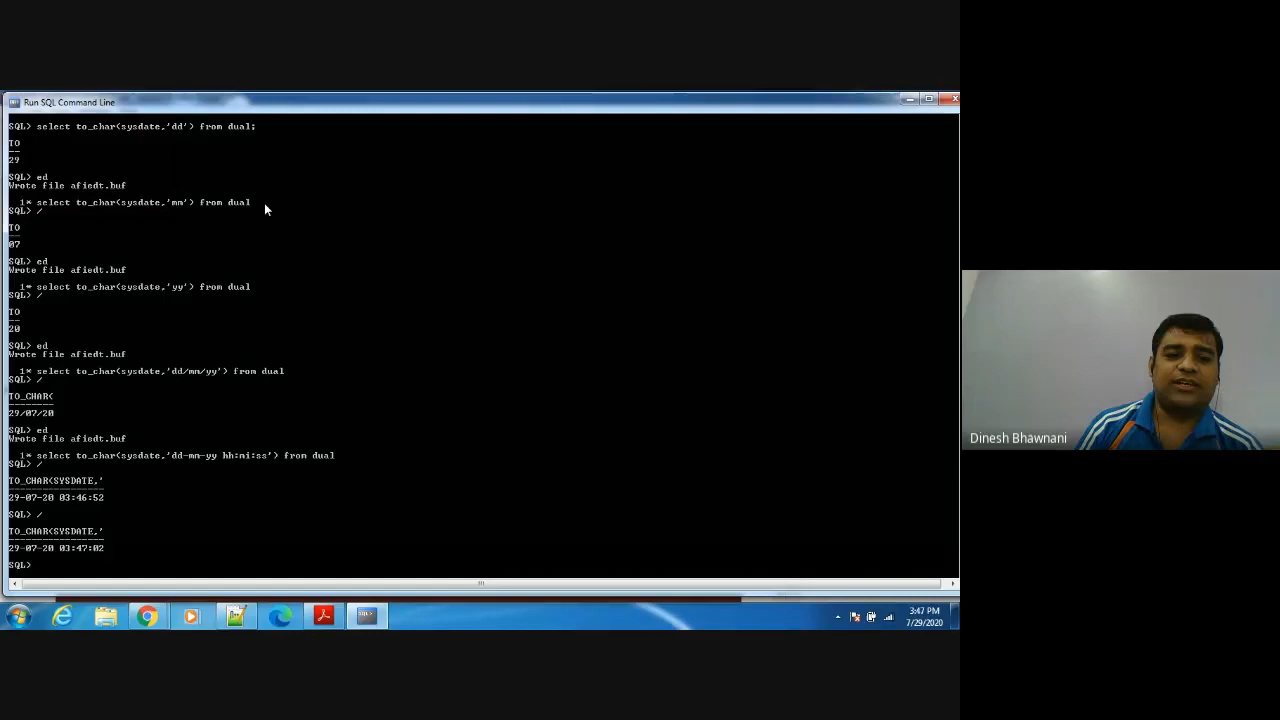 Run SQL Command Line
SQL> select to_char(sysdate,'dd') from dual;
TO
--
29
SQL> ed
Wrote file afiedt.buf
1* select to_char(sysdate,'mm') from dual
SQL> /
TO
--
07
SQL> ed
Wrote file afiedt.buf
1* select to_char(sysdate,'yy') from dual
SQL> /
TO
--
20
SQL> ed
Wrote file afiedt.buf
1* select to_char(sysdate,'dd/mm/yy') from dual
SQL> /
TO_CHAR(
--------
29/07/20
SQL> ed
Wrote file afiedt.buf
1* select to_char(sysdate,'dd-mm-yy hh:mi:ss') from dual
SQL> /
TO_CHAR(SYSDATE,'
-----------------
29-07-20 03:46:52
SQL> /
TO_CHAR(SYSDATE,'
-----------------
29-07-20 03:47:02
SQL>
Dinesh Bhawnani
3:47 PM
7/29/2020